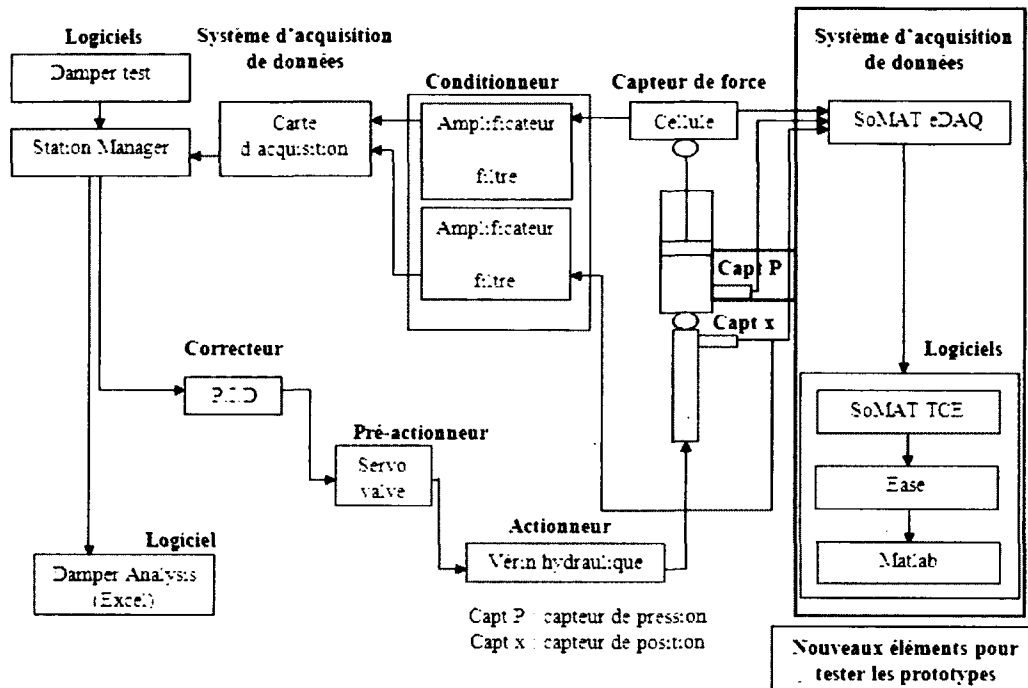 Logiciels
Damper test
Station Manager
Système d'acquisition
de données
Carte
d'acquisition
Conditionneur
Amplificateur
filtre
Amplificateur
filtre
Capteur de force
Cellule
Capt P
Capt x
Système d'acquisition
de données
SoMAT eDAQ
Logiciels
SoMAT TCE
Ease
Matlab
Correcteur
P.I.D
Pré-actionneur
Servo
valve
Actionneur
Vérin hydraulique
Logiciel
Damper Analysis
(Excel)
Capt P : capteur de pression
Capt x : capteur de position
Nouveaux éléments pour
tester les prototypes